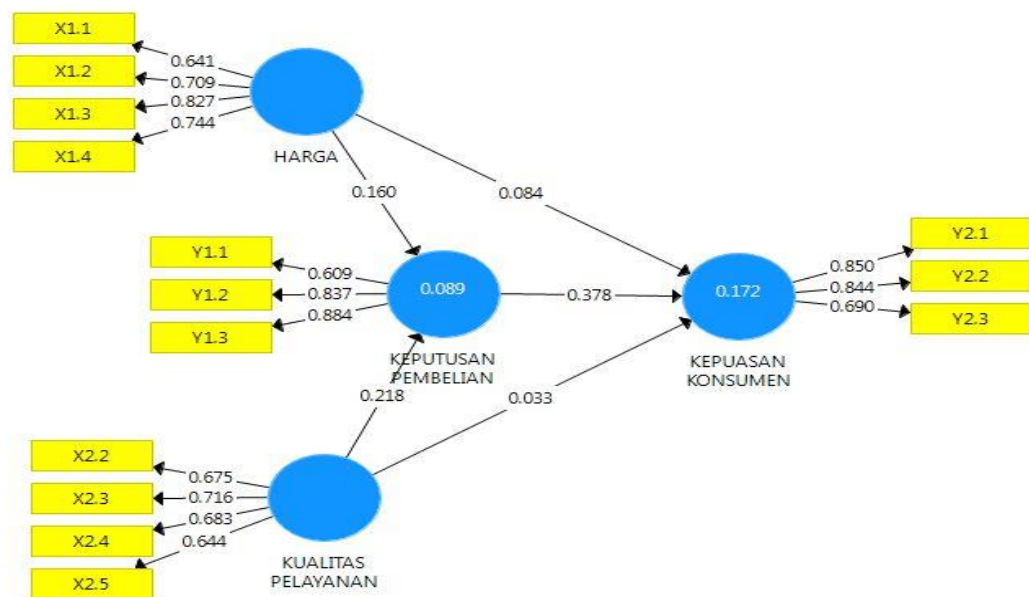 X1.1
X1.2
X1.3
X1.4
0.641
0.709
0.827
0.744
HARGA
0.160
0.084
Y1.1
Y1.2
Y1.3
0.609
0.837
0.884
0.089
KEPUTUSAN
PEMBELIAN
0.378
0.172
KEPUASAN
KONSUMEN
0.850
0.844
0.690
Y2.1
Y2.2
Y2.3
0.218
0.033
X2.2
X2.3
X2.4
X2.5
0.675
0.716
0.683
0.644
KUALITAS
PELAYANAN